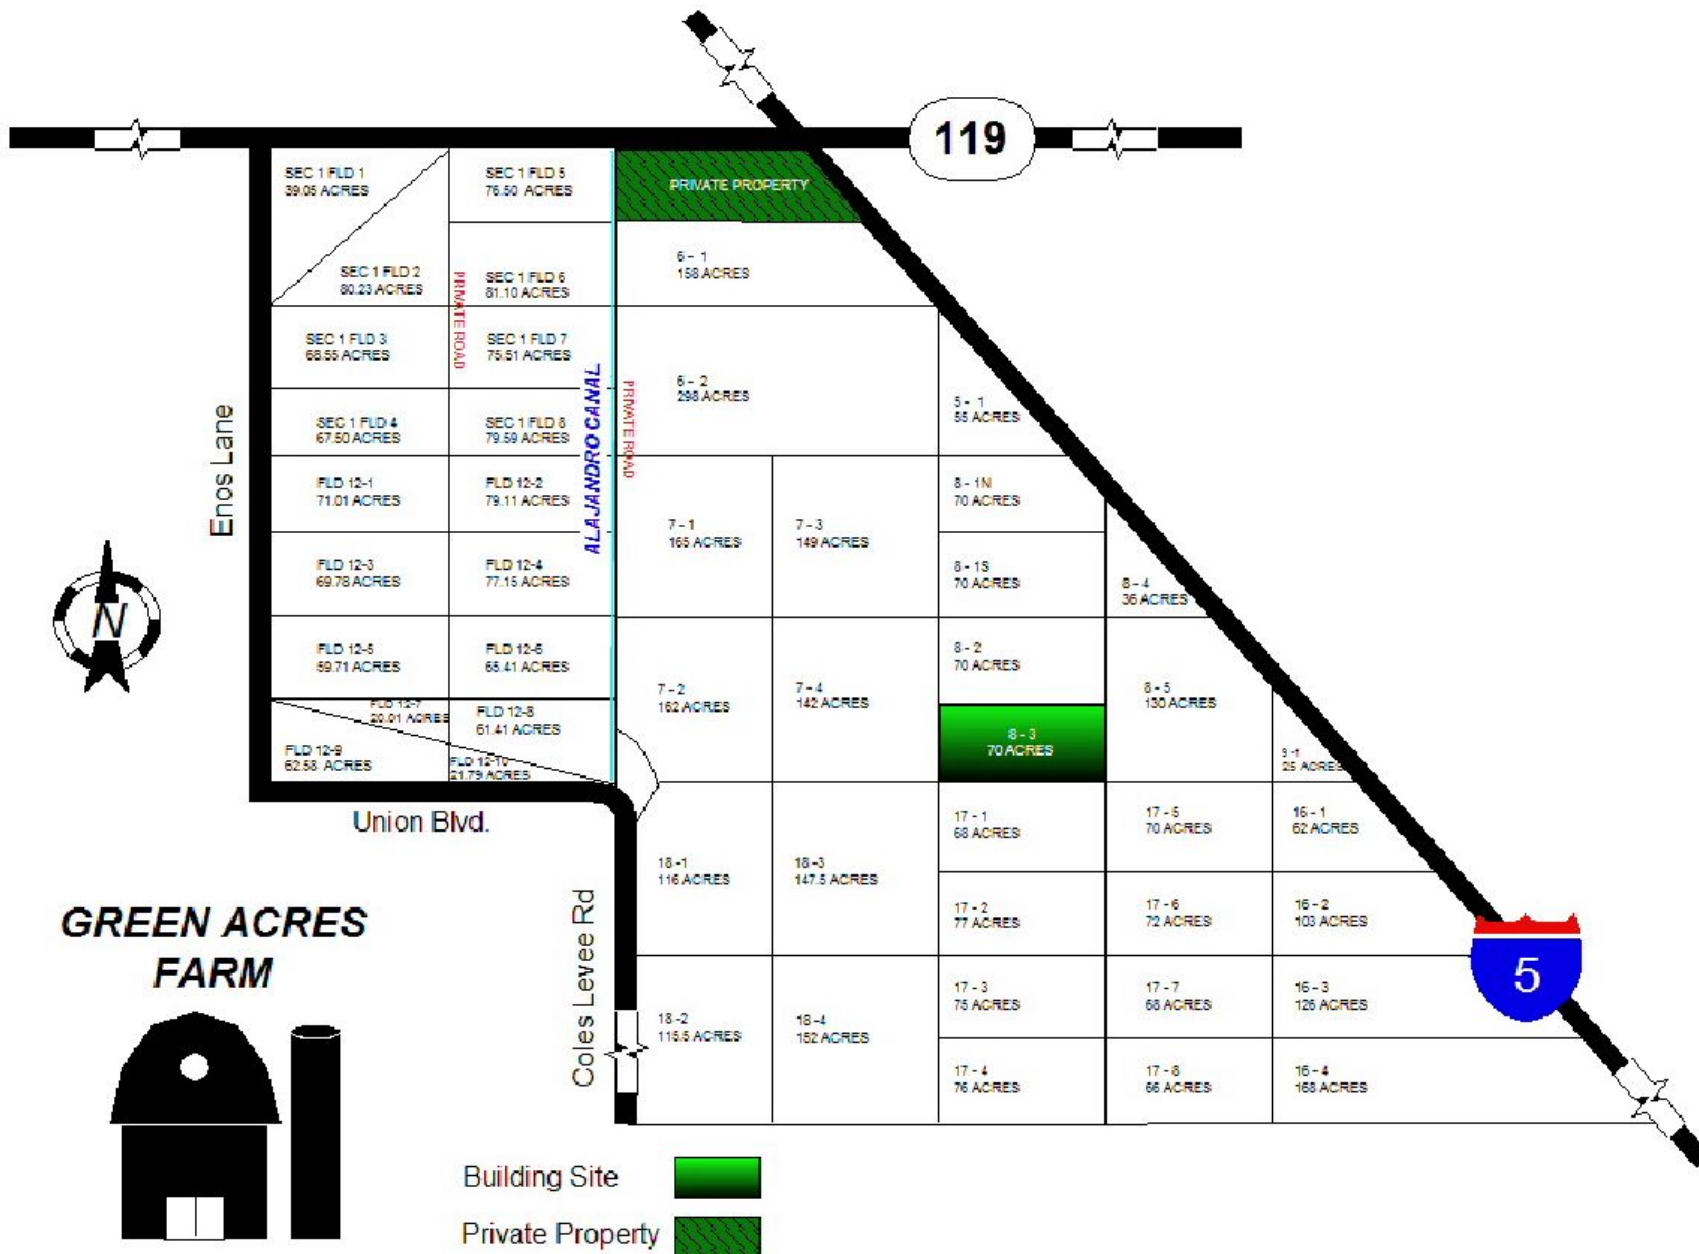 119
SEC 1 FLD 1
39.05 ACRES
SEC 1 FLD 5
76.50 ACRES
PRIVATE PROPERTY
SEC 1 FLD 2
80.23 ACRES
PRIVATE ROAD
SEC 1 FLD 6
81.10 ACRES
6 - 1
158 ACRES
SEC 1 FLD 3
68.55 ACRES
SEC 1 FLD 7
75.51 ACRES
ALAJANDRO CANAL
PRIVATE ROAD
6 - 2
298 ACRES
5 - 1
55 ACRES
Enos Lane
SEC 1 FLD 4
67.50 ACRES
SEC 1 FLD 8
79.59 ACRES
FLD 12-1
71.01 ACRES
FLD 12-2
79.11 ACRES
7 - 1
165 ACRES
7 - 3
149 ACRES
8 - 1N
70 ACRES
N
FLD 12-3
69.78 ACRES
FLD 12-4
77.15 ACRES
8 - 1S
70 ACRES
8 - 4
36 ACRES
FLD 12-5
59.71 ACRES
FLD 12-6
65.41 ACRES
7 - 2
162 ACRES
7 - 4
142 ACRES
8 - 2
70 ACRES
8 - 5
130 ACRES
FLD 12-7
20.01 ACRES
FLD 12-8
61.41 ACRES
8 - 3
70 ACRES
FLD 12-9
62.58 ACRES
FLD 12-10
21.79 ACRES
9 -1
25 ACRES
Union Blvd.
17 - 1
68 ACRES
17 - 5
70 ACRES
16 - 1
62 ACRES
18 -1
116 ACRES
18 -3
147.5 ACRES
17 - 2
77 ACRES
17 - 6
72 ACRES
16 - 2
103 ACRES
GREEN ACRES
FARM
Coles Levee Rd
18 -2
115.5 ACRES
18 -4
152 ACRES
17 - 3
75 ACRES
17 - 7
68 ACRES
16 - 3
126 ACRES
5
17 - 4
76 ACRES
17 - 8
66 ACRES
16 - 4
168 ACRES
Building Site
Private Property